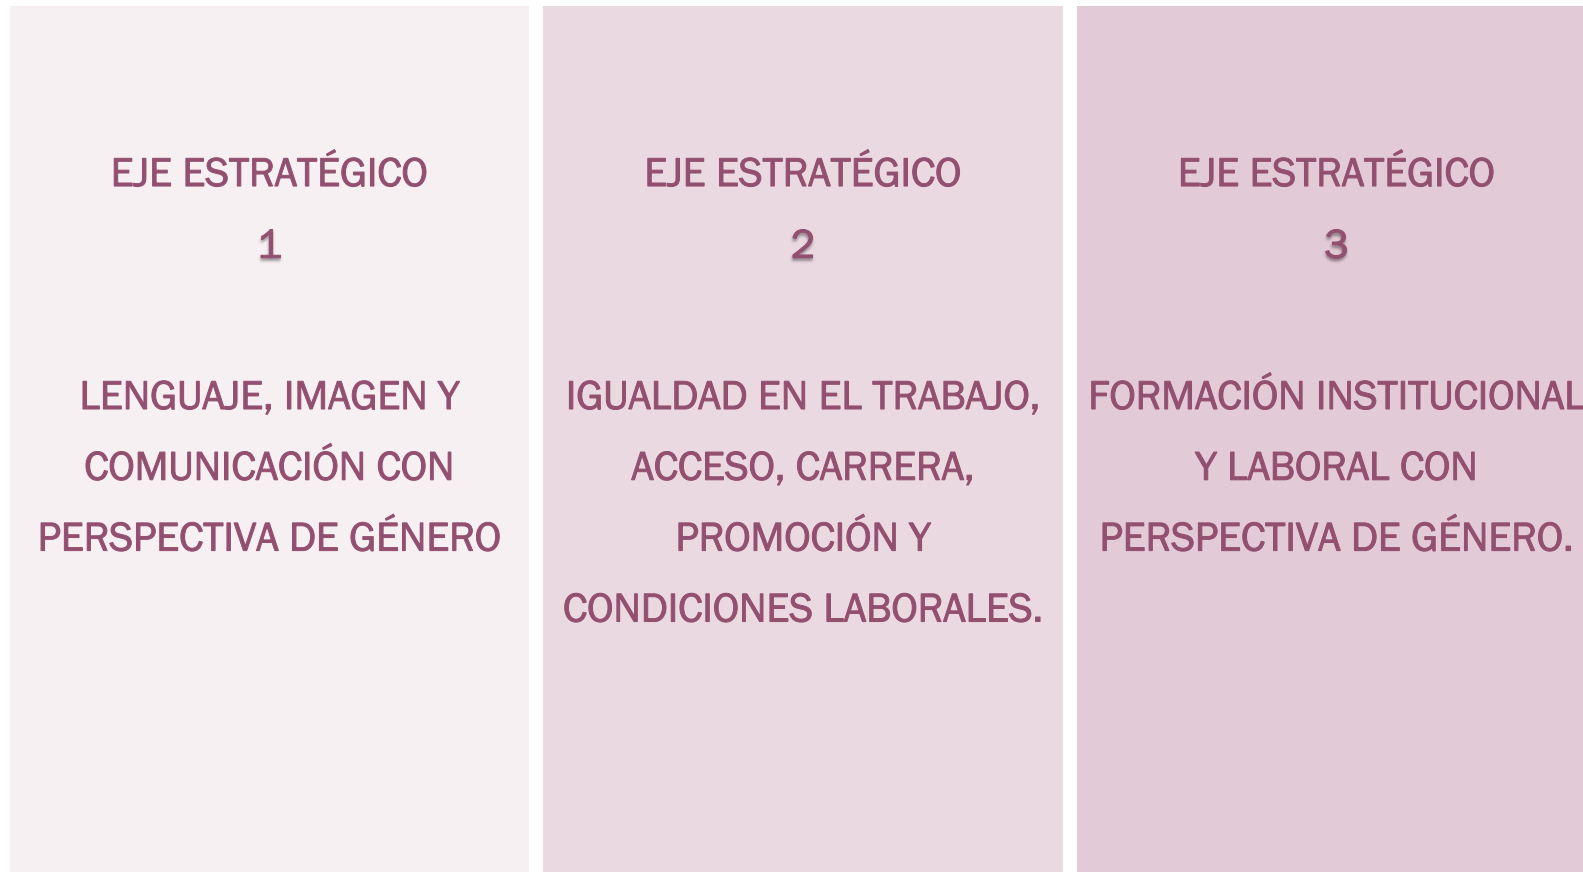 EJE ESTRATÉGICO
1
LENGUAJE, IMAGEN Y
COMUNICACIÓN CON
PERSPECTIVA DE GÉNERO
EJE ESTRATÉGICO
2
IGUALDAD EN EL TRABAJO,
ACCESO, CARRERA,
PROMOCIÓN Y
CONDICIONES LABORALES.
EJE ESTRATÉGICO
3
FORMACIÓN INSTITUCIONAL
Y LABORAL CON
PERSPECTIVA DE GÉNERO.